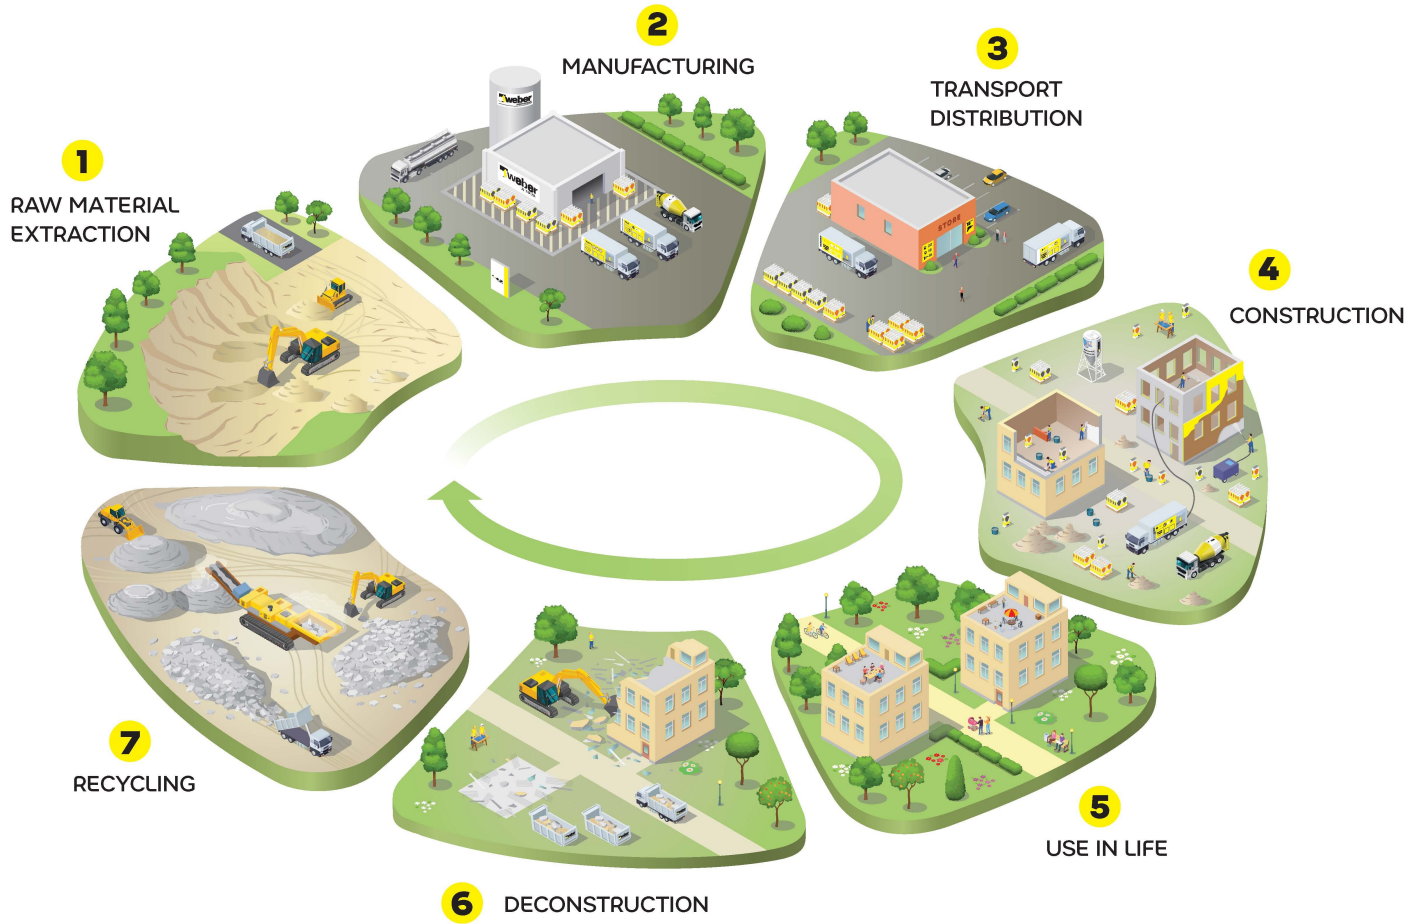 1
RAW MATERIAL
EXTRACTION
2
MANUFACTURING
weber
weber
3
TRANSPORT
DISTRIBUTION
STORE
4
CONSTRUCTION
5
USE IN LIFE
6
DECONSTRUCTION
7
RECYCLING